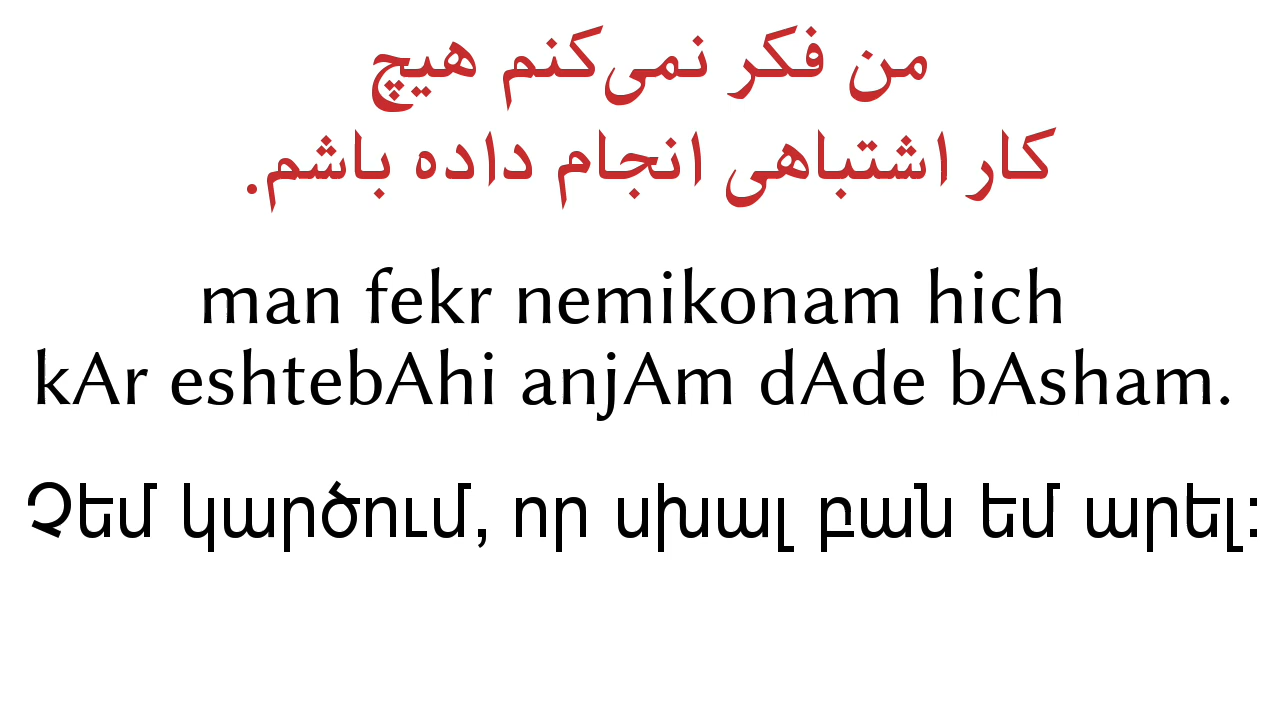 من فکر نمی‌کنم هیچ
کار اشتباهی انجام داده باشم.
man fekr nemikonam hich
kAr eshtebAhi anjAm dAde bAsham.
Չեմ կարծում, որ սխալ բան եմ արել: